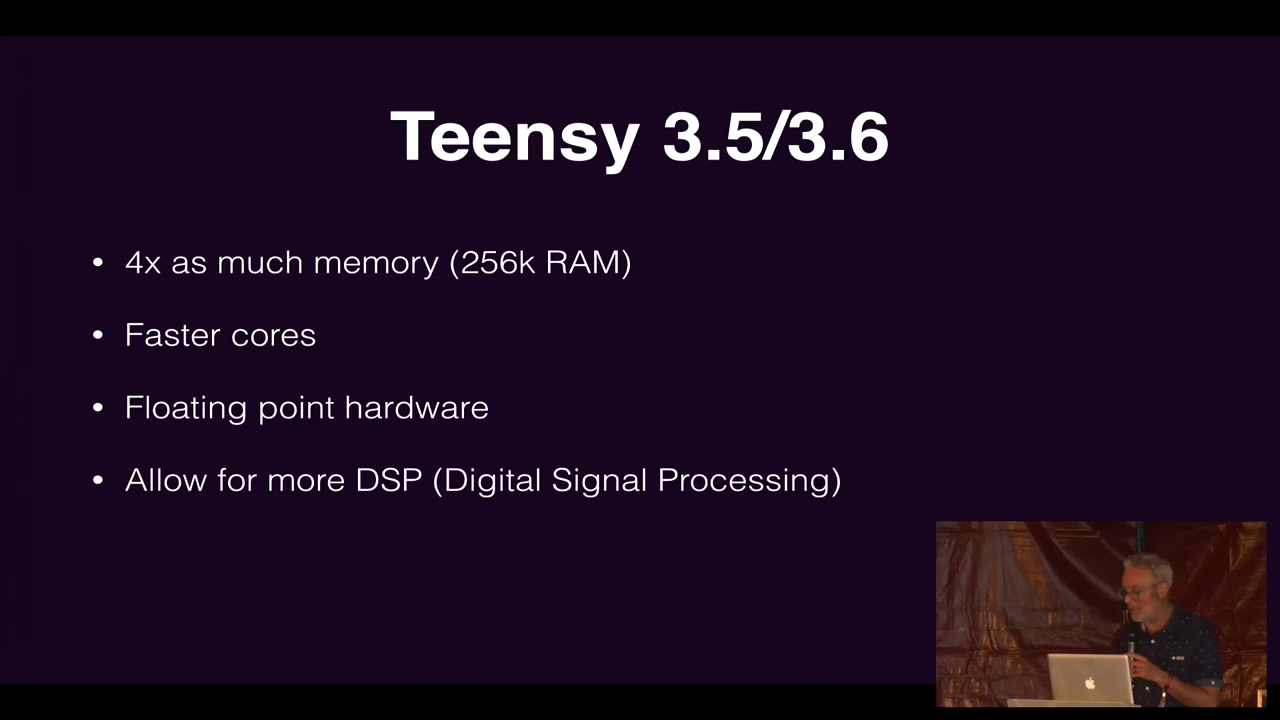 Teensy 3.5/3.6
• 4x as much memory (256k RAM)
• Faster cores
• Floating point hardware
• Allow for more DSP (Digital Signal Processing)